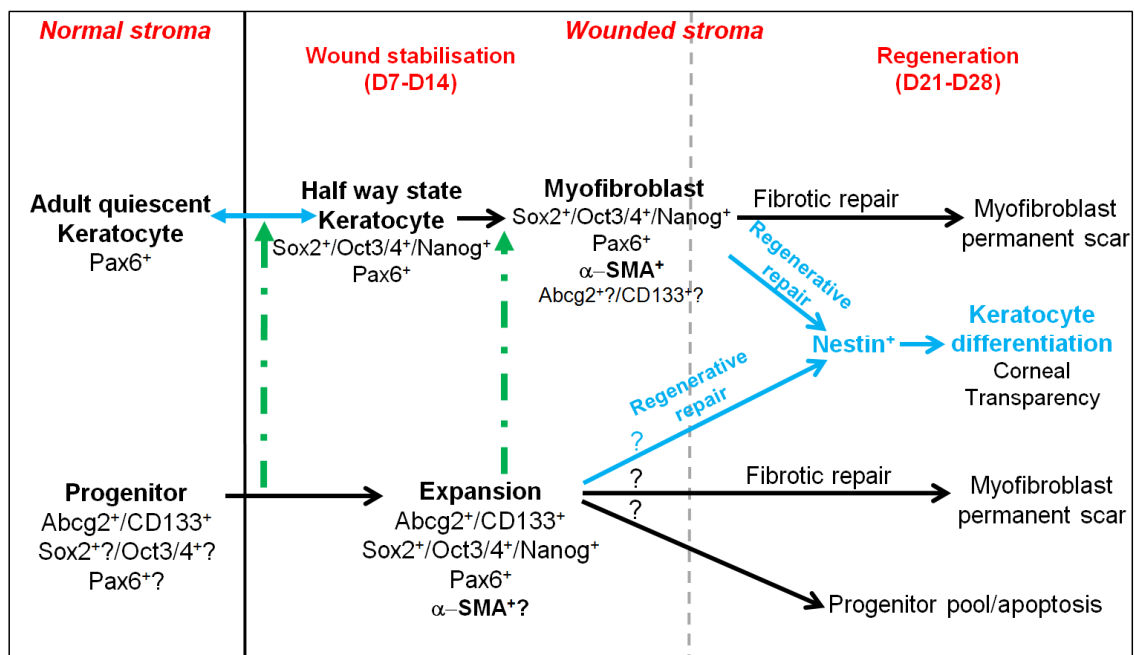 Normal stroma
Wounded stroma
Wound stabilisation
(D7-D14)
Regeneration
(D21-D28)
Adult quiescent
Keratocyte
Pax6⁺
Half way state
Keratocyte
Sox2⁺/Oct3/4⁺/Nanog⁺
Pax6⁺
Myofibroblast
Sox2⁺/Oct3/4⁺/Nanog⁺
Pax6⁺
α–SMA⁺
Abcg2⁺?/CD133⁺?
Fibrotic repair
Myofibroblast
permanent scar
Regenerative
repair
Nestin⁺
Keratocyte
differentiation
Corneal
Transparency
Regenerative
repair
?
Progenitor
Abcg2⁺/CD133⁺
Sox2⁺?/Oct3/4⁺?
Pax6⁺?
Expansion
Abcg2⁺/CD133⁺
Sox2⁺/Oct3/4⁺/Nanog⁺
Pax6⁺
α–SMA⁺?
?
Fibrotic repair
Myofibroblast
permanent scar
?
Progenitor pool/apoptosis